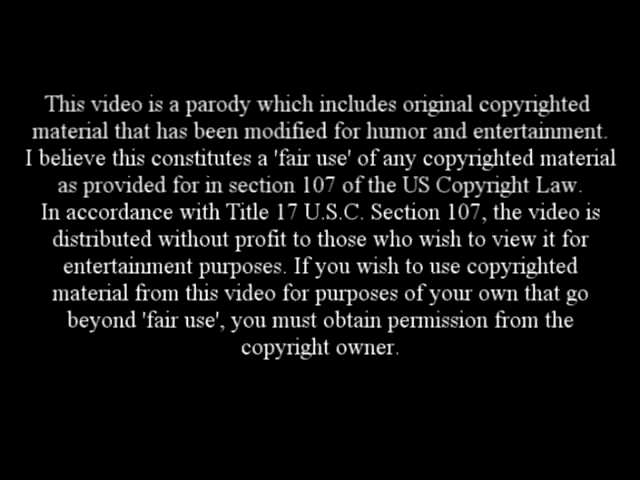 This video is a parody which includes original copyrighted
material that has been modified for humor and entertainment.
I believe this constitutes a 'fair use' of any copyrighted material
as provided for in section 107 of the US Copyright Law.
In accordance with Title 17 U.S.C. Section 107, the video is
distributed without profit to those who wish to view it for
entertainment purposes. If you wish to use copyrighted
material from this video for purposes of your own that go
beyond 'fair use', you must obtain permission from the
copyright owner.